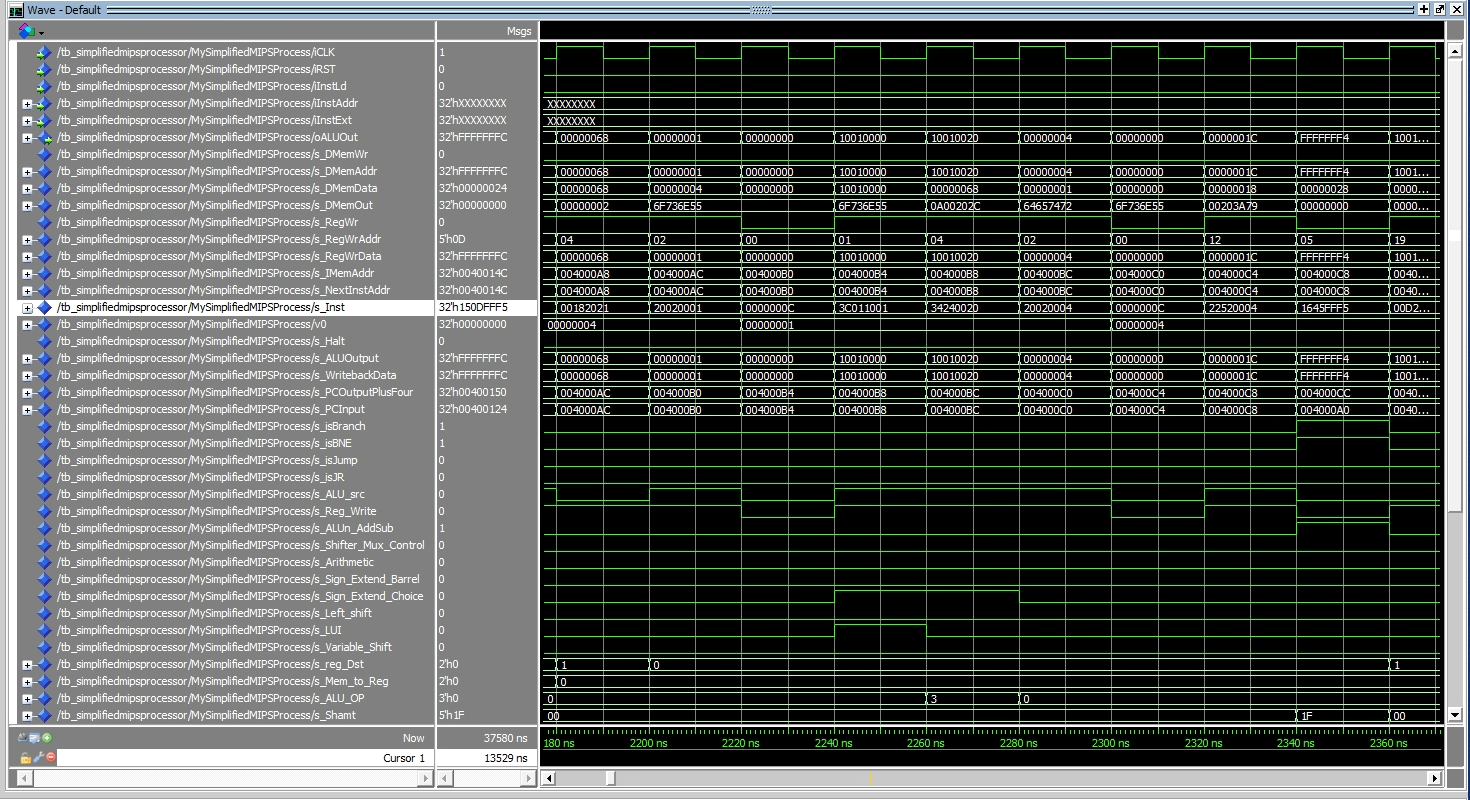 Wave - Default
Msgs
/tb_simplifiedmipsprocessor/MySimplifiedMIPSProcess/iCLK 1
/tb_simplifiedmipsprocessor/MySimplifiedMIPSProcess/iRST 0
/tb_simplifiedmipsprocessor/MySimplifiedMIPSProcess/iInstLd 0
/tb_simplifiedmipsprocessor/MySimplifiedMIPSProcess/iInstAddr 32'hXXXXXXXX XXXXXXXX
/tb_simplifiedmipsprocessor/MySimplifiedMIPSProcess/iInstExt 32'hXXXXXXXX XXXXXXXX
/tb_simplifiedmipsprocessor/MySimplifiedMIPSProcess/oALUOut 32'hFFFFFFFC 00000068 00000001 00000000 10010000 10010020 00000004 00000000 0000001C FFFFFFF4 1001...
/tb_simplifiedmipsprocessor/MySimplifiedMIPSProcess/s_DMemWr 0
/tb_simplifiedmipsprocessor/MySimplifiedMIPSProcess/s_DMemAddr 32'hFFFFFFFC 00000068 00000001 00000000 10010000 10010020 00000004 00000000 0000001C FFFFFFF4 1001...
/tb_simplifiedmipsprocessor/MySimplifiedMIPSProcess/s_DMemData 32'h00000024 00000068 00000004 00000000 10010000 00000068 00000001 00000000 00000018 00000028 0000...
/tb_simplifiedmipsprocessor/MySimplifiedMIPSProcess/s_DMemOut 32'h00000000 00000002 6F736E55 6F736E55 0A00202C 64657472 6F736E55 00203A79 00000000 0000...
/tb_simplifiedmipsprocessor/MySimplifiedMIPSProcess/s_RegWr 0
/tb_simplifiedmipsprocessor/MySimplifiedMIPSProcess/s_RegWrAddr 5'h0D 04 02 00 01 04 02 00 12 05 19
/tb_simplifiedmipsprocessor/MySimplifiedMIPSProcess/s_RegWrData 32'hFFFFFFFC 00000068 00000001 00000000 10010000 10010020 00000004 00000000 0000001C FFFFFFF4 1001...
/tb_simplifiedmipsprocessor/MySimplifiedMIPSProcess/s_IMemAddr 32'h0040014C 004000A8 004000AC 004000B0 004000B4 004000B8 004000BC 004000C0 004000C4 004000C8 0040...
/tb_simplifiedmipsprocessor/MySimplifiedMIPSProcess/s_NextInstAddr 32'h0040014C 004000A8 004000AC 004000B0 004000B4 004000B8 004000BC 004000C0 004000C4 004000C8 0040...
/tb_simplifiedmipsprocessor/MySimplifiedMIPSProcess/s_Inst 32'h150DFFF5 00182021 20020001 0000000C 3C011001 34240020 20020004 0000000C 22520004 1645FFF5 00D2...
/tb_simplifiedmipsprocessor/MySimplifiedMIPSProcess/v0 32'h00000000 00000004 00000001 00000004
/tb_simplifiedmipsprocessor/MySimplifiedMIPSProcess/s_Halt 0
/tb_simplifiedmipsprocessor/MySimplifiedMIPSProcess/s_ALUOutput 32'hFFFFFFFC 00000068 00000001 00000000 10010000 10010020 00000004 00000000 0000001C FFFFFFF4 1001...
/tb_simplifiedmipsprocessor/MySimplifiedMIPSProcess/s_WritebackData 32'hFFFFFFFC 00000068 00000001 00000000 10010000 10010020 00000004 00000000 0000001C FFFFFFF4 1001...
/tb_simplifiedmipsprocessor/MySimplifiedMIPSProcess/s_PCOutputPlusFour 32'h00400150 004000AC 004000B0 004000B4 004000B8 004000BC 004000C0 004000C4 004000C8 004000CC 0040...
/tb_simplifiedmipsprocessor/MySimplifiedMIPSProcess/s_PCInput 32'h00400124 004000AC 004000B0 004000B4 004000B8 004000BC 004000C0 004000C4 004000C8 004000A0 0040...
/tb_simplifiedmipsprocessor/MySimplifiedMIPSProcess/s_isBranch 1
/tb_simplifiedmipsprocessor/MySimplifiedMIPSProcess/s_isBNE 1
/tb_simplifiedmipsprocessor/MySimplifiedMIPSProcess/s_isJump 0
/tb_simplifiedmipsprocessor/MySimplifiedMIPSProcess/s_isJR 0
/tb_simplifiedmipsprocessor/MySimplifiedMIPSProcess/s_ALU_src 0
/tb_simplifiedmipsprocessor/MySimplifiedMIPSProcess/s_Reg_Write 0
/tb_simplifiedmipsprocessor/MySimplifiedMIPSProcess/s_ALUn_AddSub 1
/tb_simplifiedmipsprocessor/MySimplifiedMIPSProcess/s_Shifter_Mux_Control 0
/tb_simplifiedmipsprocessor/MySimplifiedMIPSProcess/s_Arithmetic 0
/tb_simplifiedmipsprocessor/MySimplifiedMIPSProcess/s_Sign_Extend_Barrel 0
/tb_simplifiedmipsprocessor/MySimplifiedMIPSProcess/s_Sign_Extend_Choice 0
/tb_simplifiedmipsprocessor/MySimplifiedMIPSProcess/s_Left_shift 0
/tb_simplifiedmipsprocessor/MySimplifiedMIPSProcess/s_LUI 0
/tb_simplifiedmipsprocessor/MySimplifiedMIPSProcess/s_Variable_Shift 0
/tb_simplifiedmipsprocessor/MySimplifiedMIPSProcess/s_reg_Dst 2'h0 1 0 1
/tb_simplifiedmipsprocessor/MySimplifiedMIPSProcess/s_Mem_to_Reg 2'h0 0
/tb_simplifiedmipsprocessor/MySimplifiedMIPSProcess/s_ALU_OP 3'h0 0 3 0
/tb_simplifiedmipsprocessor/MySimplifiedMIPSProcess/s_Shamt 5'h1F 00 1F 00
Now 37580 ns 180 ns 2200 ns 2220 ns 2240 ns 2260 ns 2280 ns 2300 ns 2320 ns 2340 ns 2360 ns
Cursor 1 13529 ns